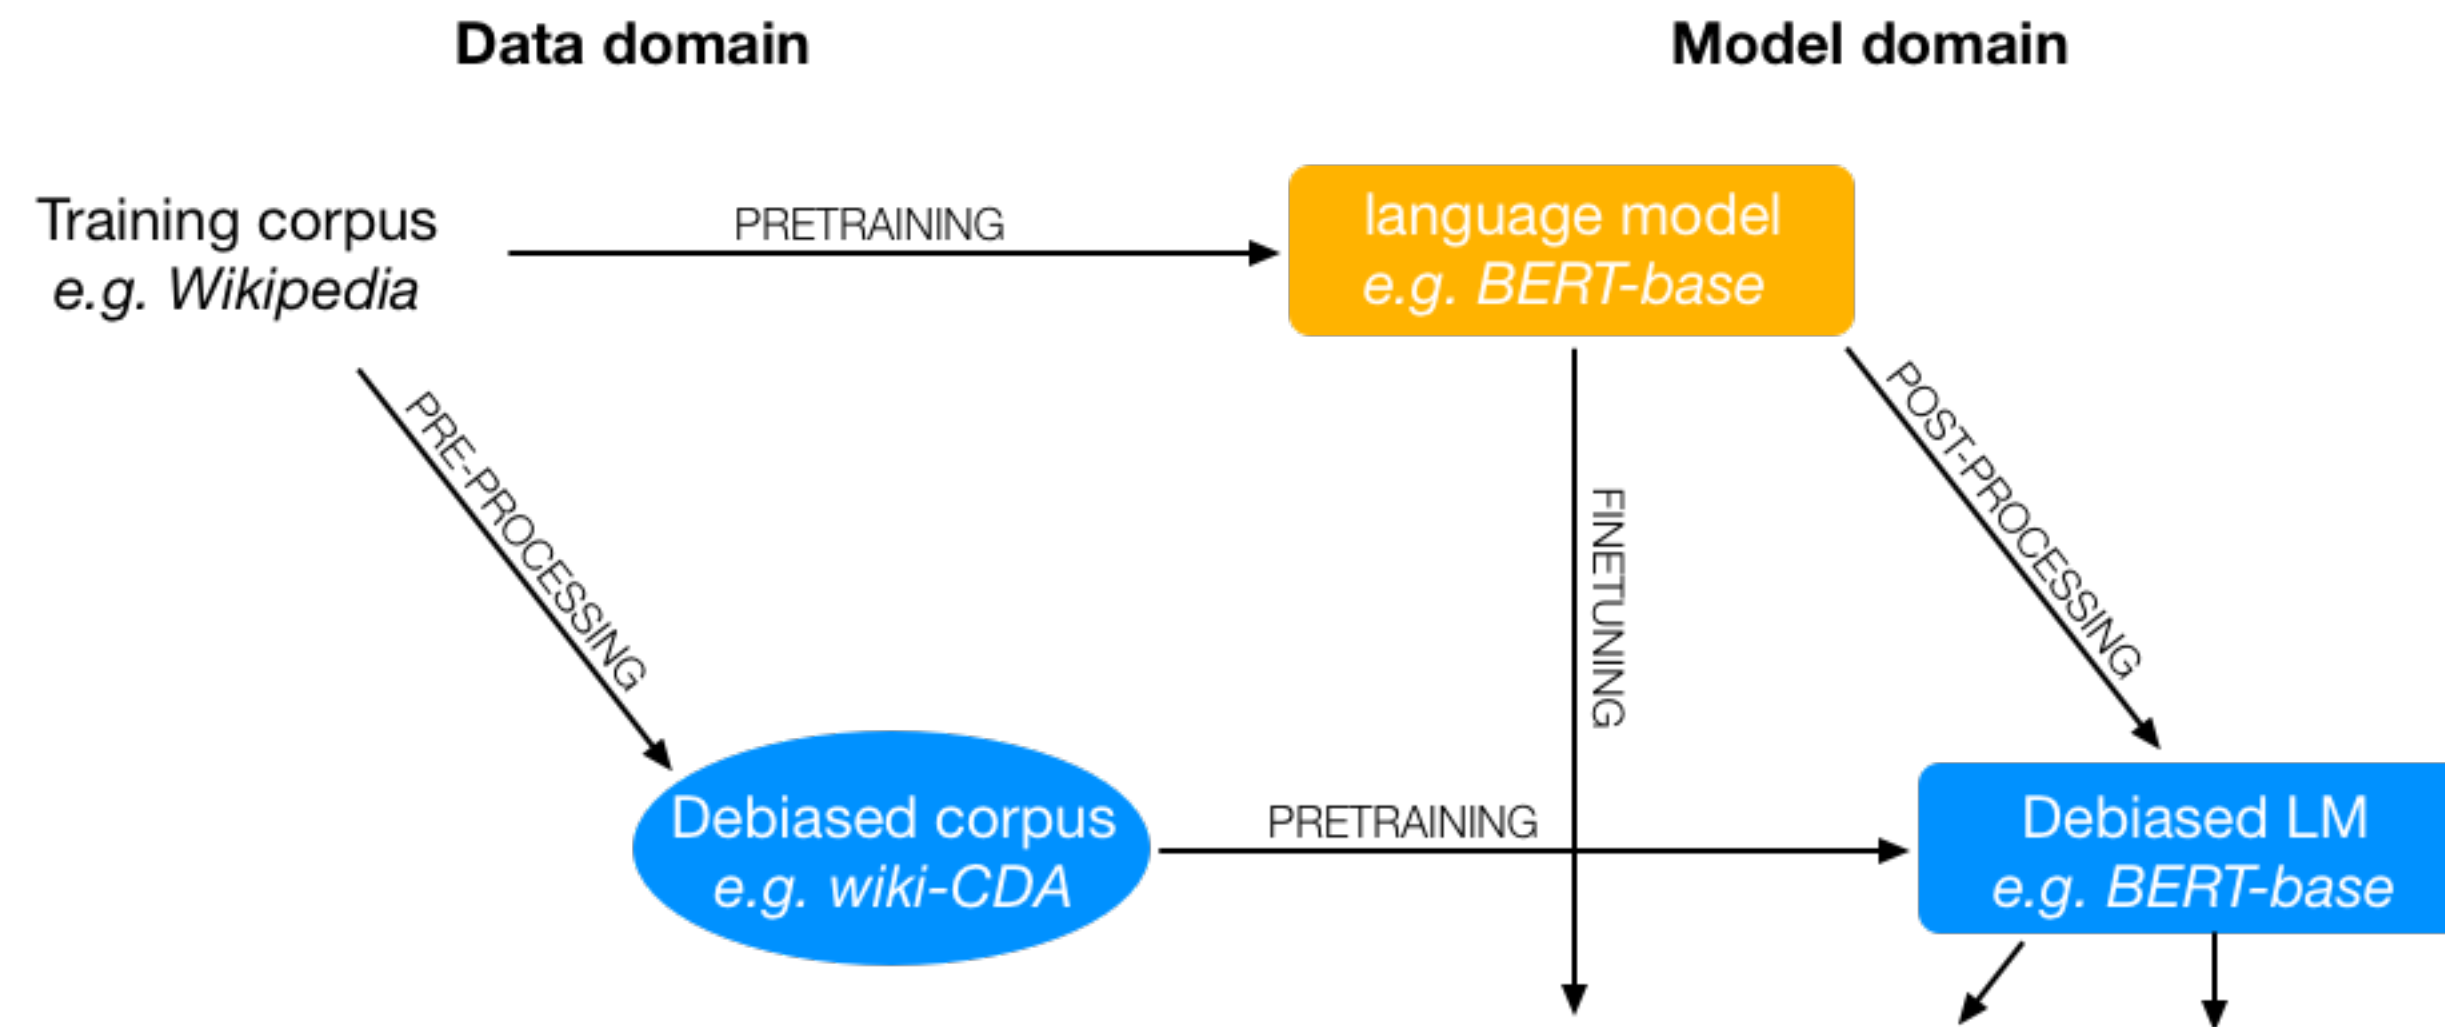 Data domain
Model domain
Training corpus
e.g. Wikipedia
PRETRAINING
language model
e.g. BERT-base
PRE-PROCESSING
FINETUNING
POST-PROCESSING
Debiased corpus
e.g. wiki-CDA
PRETRAINING
Debiased LM
e.g. BERT-base